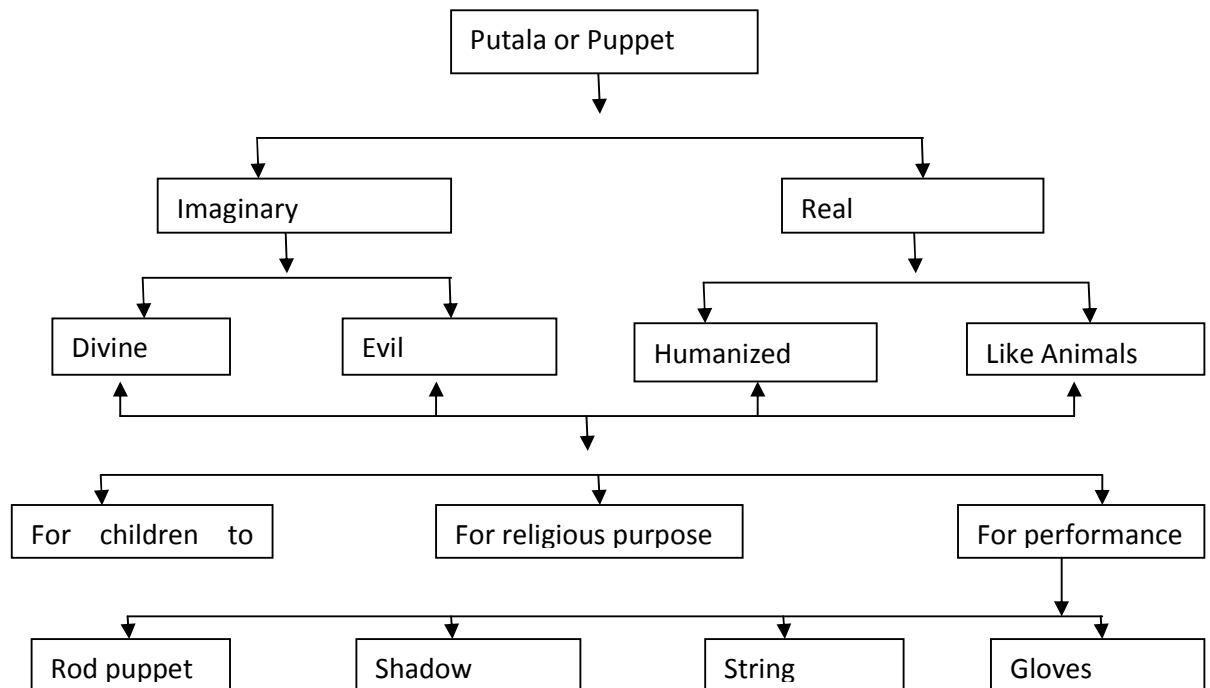 Putala or Puppet
Imaginary
Real
Divine
Evil
Humanized
Like Animals
For children to
For religious purpose
For performance
Rod puppet
Shadow
String
Gloves